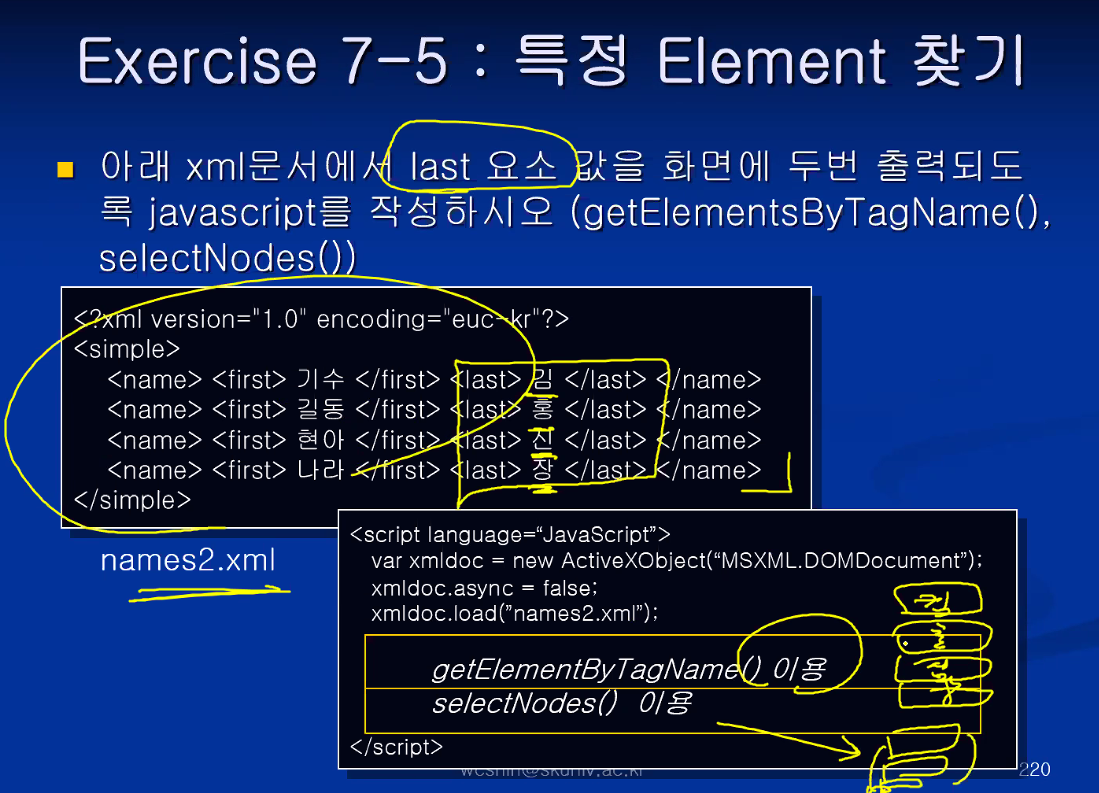 Exercise 7-5 : 특정 Element 찾기
아래 xml문서에서 last 요소 값을 화면에 두번 출력되도
록 javascript를 작성하시오 (getElementsByTagName(),
selectNodes())
<?xml version="1.0" encoding="euc-kr"?>
<simple>
<name> <first> 기수 </first> <last> 김 </last> </name>
<name> <first> 길동 </first> <last> 홍 </last> </name>
<name> <first> 현아 </first> <last> 진 </last> </name>
<name> <first> 나라 </first> <last> 장 </last> </name>
</simple>
names2.xml
<script language=“JavaScript”>
var xmldoc = new ActiveXObject(“MSXML.DOMDocument”);
xmldoc.async = false;
xmldoc.load(”names2.xml”);
getElementByTagName() 이용
selectNodes() 이용
</script>
wcshin@skuniv.ac.kr
220